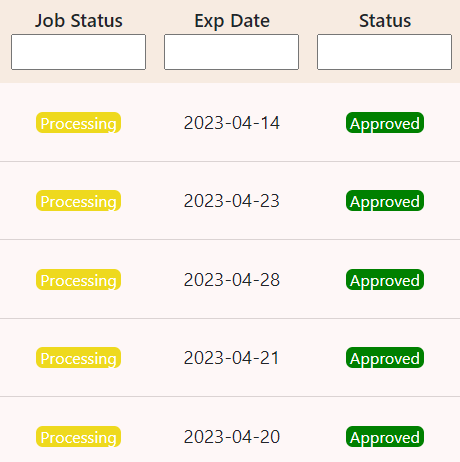 Job Status Exp Date Status
Processing 2023-04-14 Approved
Processing 2023-04-23 Approved
Processing 2023-04-28 Approved
Processing 2023-04-21 Approved
Processing 2023-04-20 Approved